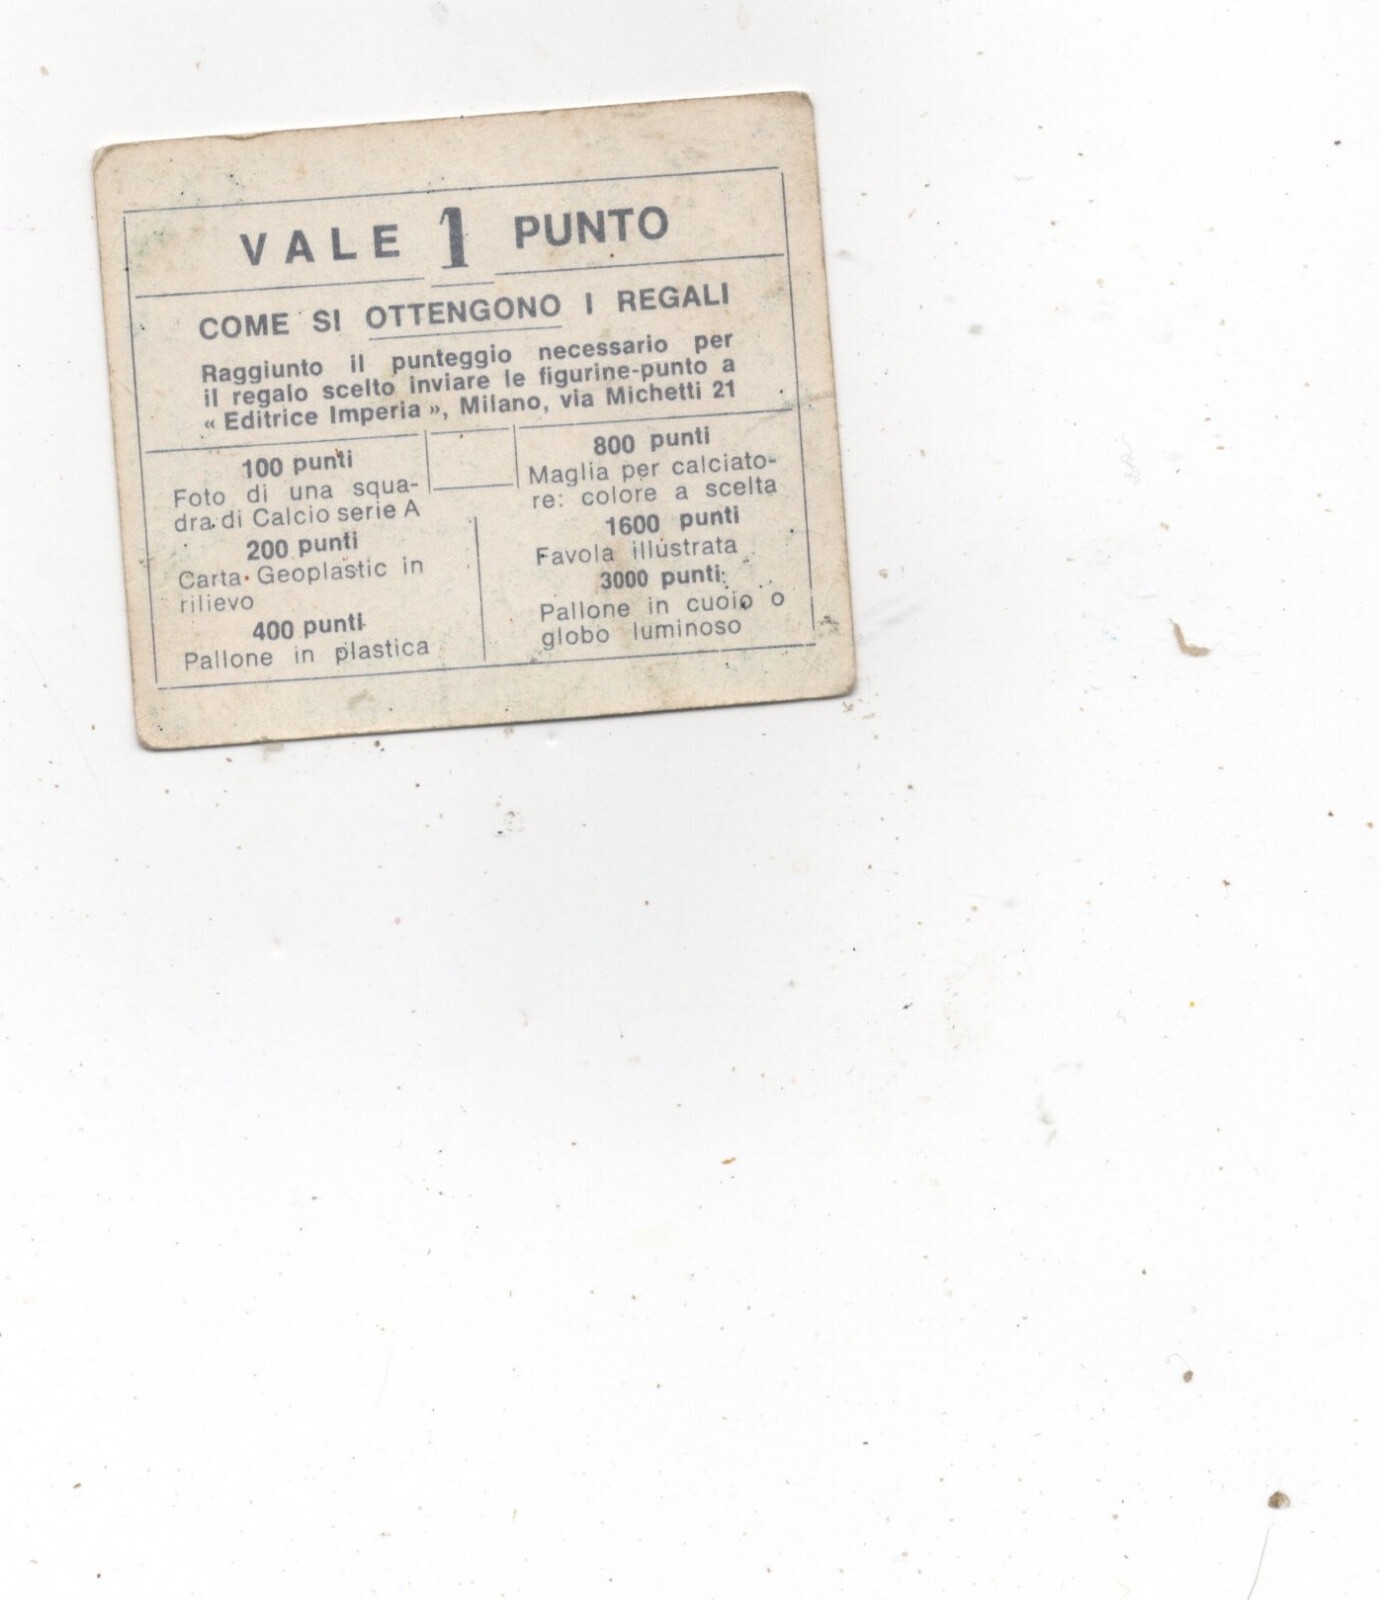 VALE 1 PUNTO
COME SI OTTENGONO I REGALI
Raggiunto il punteggio necessario per
il regalo scelto inviare le figurine-punto a
« Editrice Imperia », Milano, via Michetti 21
100 punti
Foto di una squa-
dra di Calcio serie A
200 punti
Carta Geoplastic in
rilievo
400 punti
Pallone in plastica
800 punti
Maglia per calciato-
re: colore a scelta
1600 punti
Favola illustrata
3000 punti
Pallone in cuoio o
globo luminoso